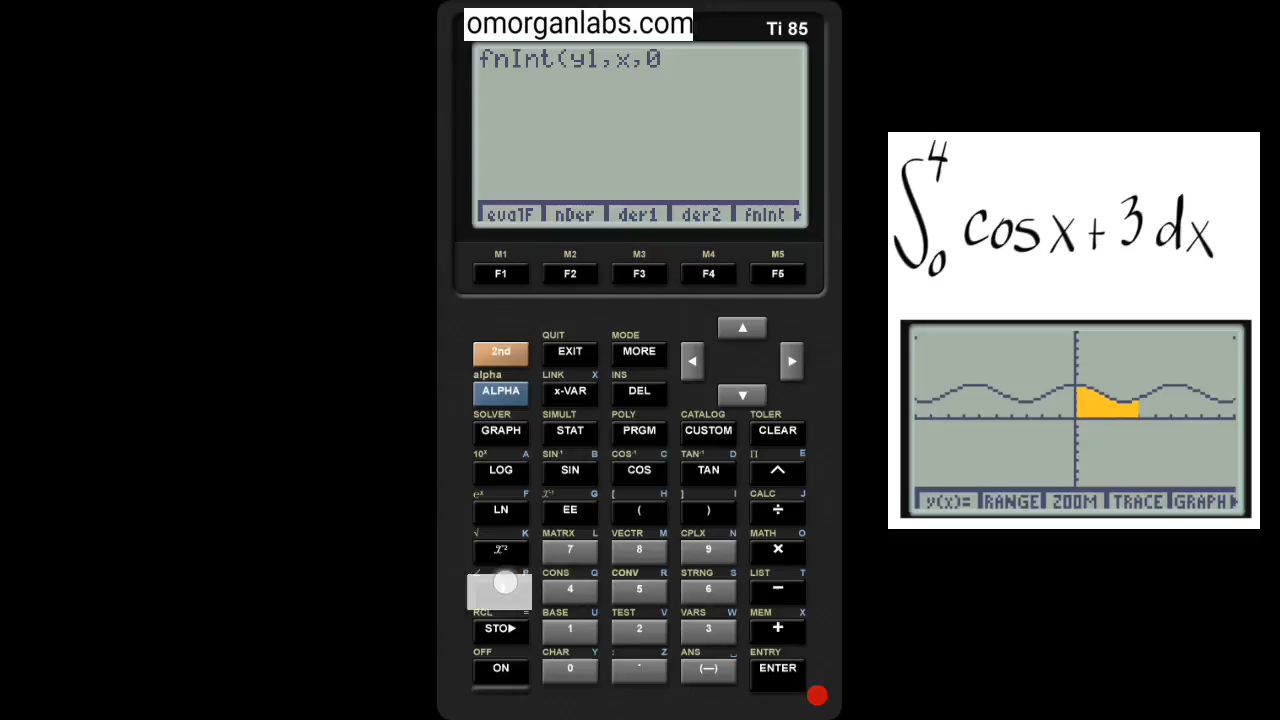 omorganlabs.com
Ti 85
fnInt(y1,x,0
evalF nDer der1 der2 fnInt
M1 M2 M3 M4 M5
F1 F2 F3 F4 F5
QUIT MODE
2nd EXIT MORE
alpha LINK X INS
ALPHA x-VAR DEL
SOLVER SIMULT POLY CATALOG TOLER
GRAPH STAT PRGM CUSTOM CLEAR
10ˣ A SIN⁻¹ B COS⁻¹ C TAN⁻¹ D E
LOG SIN COS TAN ^
eˣ F G [ H ] I CALC J
LN EE ( ) ÷
√ K MATRX L VECTR M CPLX N MATH O
x² 7 8 9 ×
CONS Q CONV R STRNG S LIST T
4 5 6 −
RCL = BASE U TEST V VARS W MEM X
STO▶ 1 2 3 +
OFF CHAR Y : Z ANS ENTRY
ON 0 . (—) ENTER
∫₀⁴ cos x + 3 dx
y(x)= RANGE ZOOM TRACE GRAPH